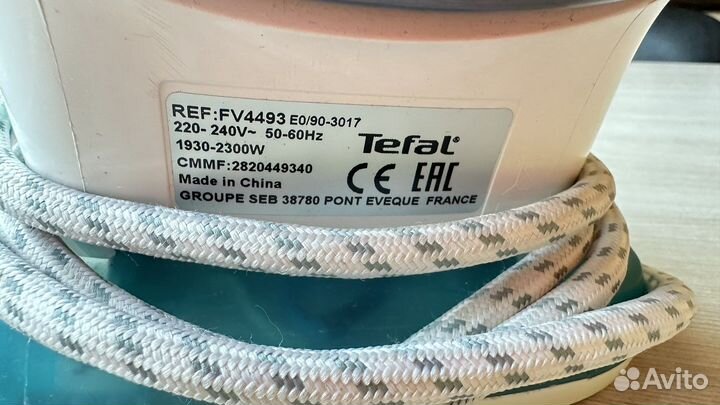 REF:FV4493 E0/90-3017
220- 240V~ 50-60Hz
1930-2300W
CMMF:2820449340
Made in China
GROUPE SEB 38780 PONT EVEQUE FRANCE
Tefal
CE EAC
Avito